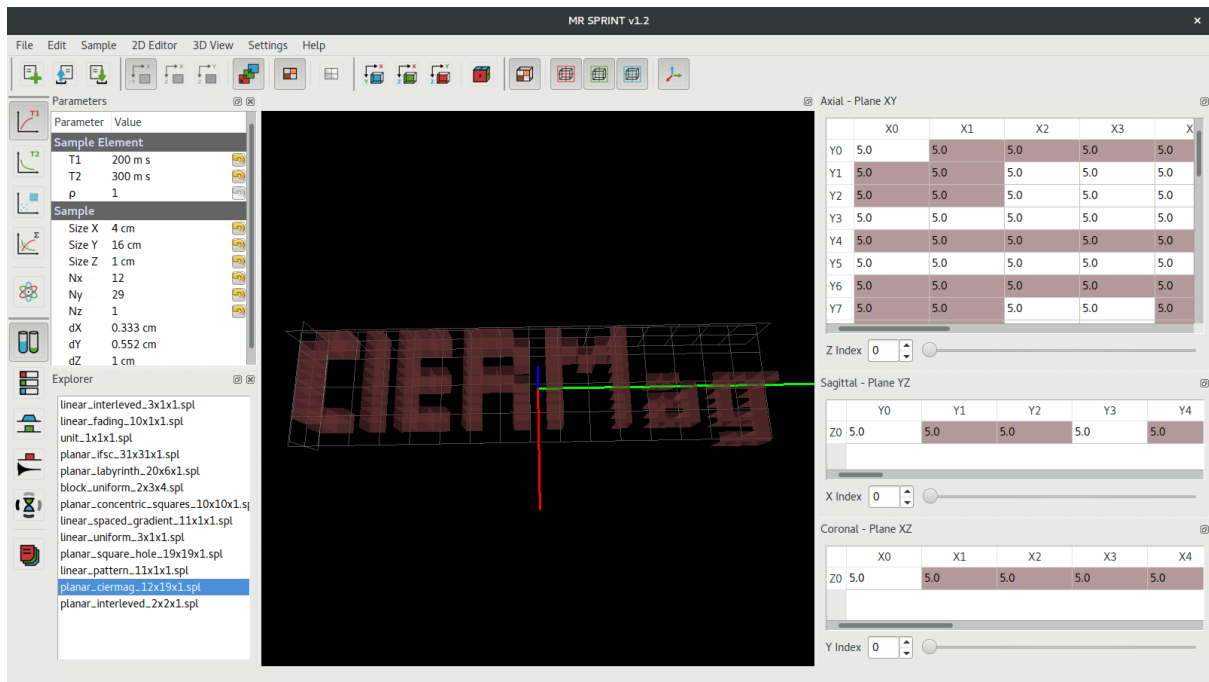 MR SPRINT v1.2
File Edit Sample 2D Editor 3D View Settings Help
Parameters
Parameter Value
Sample Element
T1 200 m s
T2 300 m s
ρ 1
Sample
Size X 4 cm
Size Y 16 cm
Size Z 1 cm
Nx 12
Ny 29
Nz 1
dX 0.333 cm
dY 0.552 cm
dZ 1 cm
Explorer
linear_interleved_3x1x1.spl
linear_fading_10x1x1.spl
unit_1x1x1.spl
planar_ifsc_31x31x1.spl
planar_labyrinth_20x6x1.spl
block_uniform_2x3x4.spl
planar_concentric_squares_10x10x1.sp
linear_spaced_gradient_11x1x1.spl
linear_uniform_3x1x1.spl
planar_square_hole_19x19x1.spl
linear_pattern_11x1x1.spl
planar_ciermag_12x19x1.spl
planar_interleved_2x2x1.spl
T1
T2
Σ
CIERMag
Axial - Plane XY
X0 X1 X2 X3 X
Y0 5.0 5.0 5.0 5.0 5.0
Y1 5.0 5.0 5.0 5.0 5.0
Y2 5.0 5.0 5.0 5.0 5.0
Y3 5.0 5.0 5.0 5.0 5.0
Y4 5.0 5.0 5.0 5.0 5.0
Y5 5.0 5.0 5.0 5.0 5.0
Y6 5.0 5.0 5.0 5.0 5.0
Y7 5.0 5.0 5.0 5.0 5.0
Z Index 0
Sagittal - Plane YZ
Y0 Y1 Y2 Y3 Y4
Z0 5.0 5.0 5.0 5.0 5.0
X Index 0
Coronal - Plane XZ
X0 X1 X2 X3 X4
Z0 5.0 5.0 5.0 5.0 5.0
Y Index 0